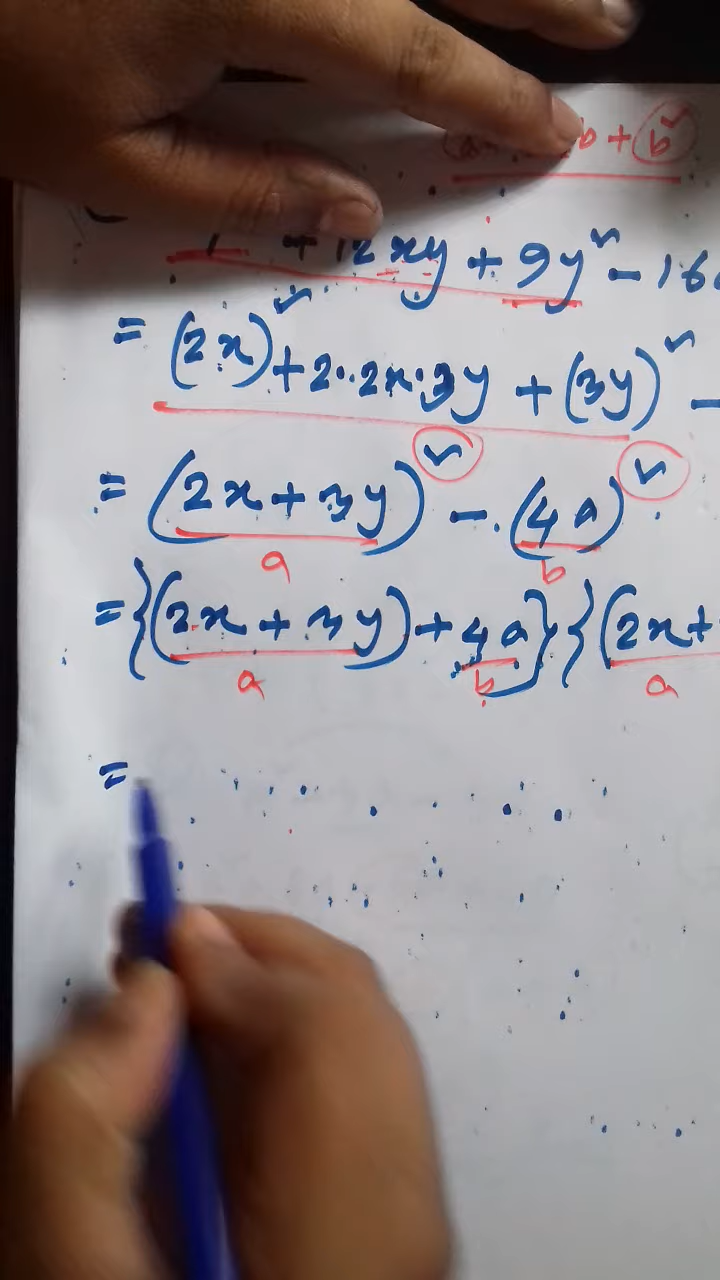 b + b²
+ 12xy + 9y² - 16
= (2x)² + 2.2x.3y + (3y)² -
= (2x + 3y)² - (4a)²
a b
= {(2x + 3y) + 4a} {(2x +
a b a
=